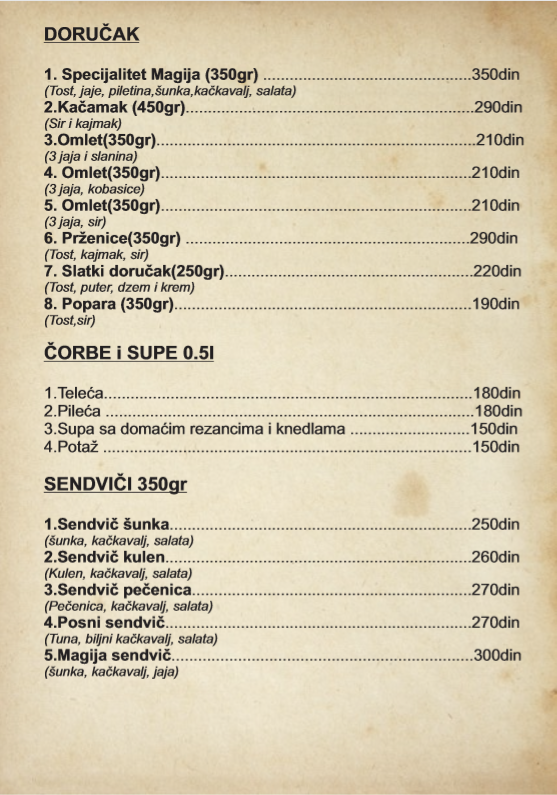 DORUČAK
1. Specijalitet Magija (350gr) ................................................350din
(Tost, jaje, piletina,šunka,kačkavalj, salata)
2.Kačamak (450gr)..................................................................290din
(Sir i kajmak)
3.Omlet(350gr).........................................................................210din
(3 jaja i slanina)
4. Omlet(350gr).......................................................................210din
(3 jaja, kobasice)
5. Omlet(350gr).......................................................................210din
(3 jaja, sir)
6. Prženice(350gr) .................................................................290din
(Tost, kajmak, sir)
7. Slatki doručak(250gr).........................................................220din
(Tost, puter, dzem i krem)
8. Popara (350gr)....................................................................190din
(Tost,sir)
ČORBE i SUPE 0.5l
1.Teleća....................................................................................180din
2.Pileća ....................................................................................180din
3.Supa sa domaćim rezancima i knedlama ............................150din
4.Potaž .....................................................................................150din
SENDVIČI 350gr
1.Sendvič šunka......................................................................250din
(šunka, kačkavalj, salata)
2.Sendvič kulen.......................................................................260din
(Kulen, kačkavalj, salata)
3.Sendvič pečenica.................................................................270din
(Pečenica, kačkavalj, salata)
4.Posni sendvič.......................................................................270din
(Tuna, biljni kačkavalj, salata)
5.Magija sendvič......................................................................300din
(šunka, kačkavalj, jaja)